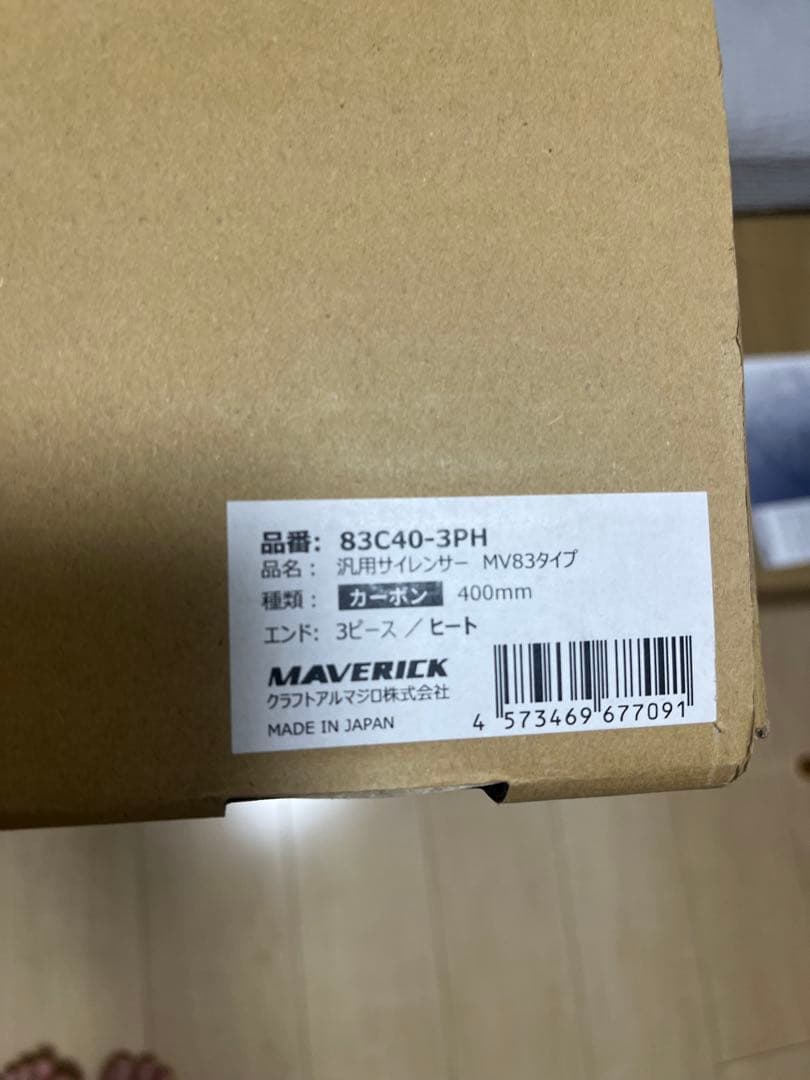 品番: 83C40-3PH
品名: 汎用サイレンサー MV83タイプ
種類: カーボン 400mm
エンド: 3ピース／ヒート
MAVERICK
クラフトアルマジロ株式会社
MADE IN JAPAN
4 573469 677091